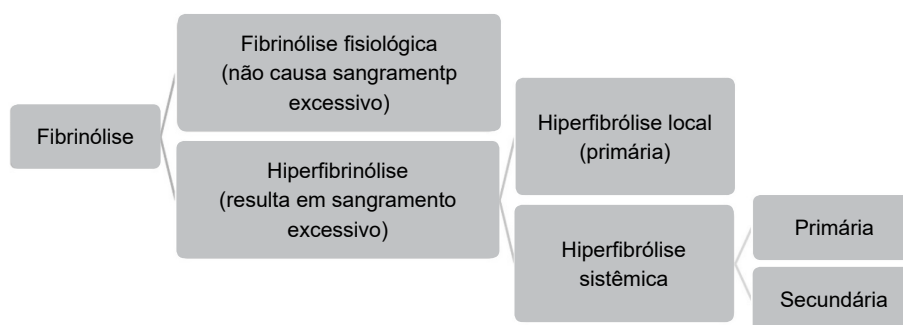 Fibrinólise
Fibrinólise fisiológica
(não causa sangramentp
excessivo)
Hiperfibrinólise
(resulta em sangramento
excessivo)
Hiperfibrólise local
(primária)
Hiperfibrólise
sistêmica
Primária
Secundária